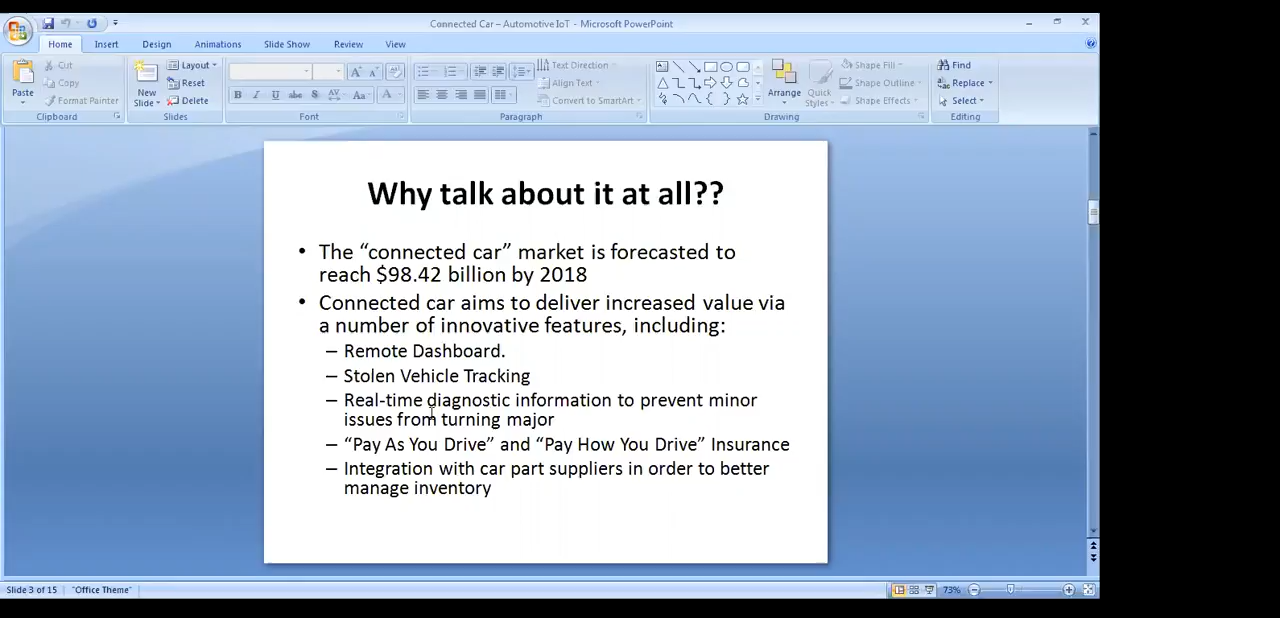 Connected Car – Automotive IoT - Microsoft PowerPoint
Home Insert Design Animations Slide Show Review View
Paste
Cut
Copy
Format Painter
Clipboard
New
Slide
Layout
Reset
Delete
Slides
B I U abc S AV Aa A
Font
Text Direction
Align Text
Convert to SmartArt
Paragraph
Arrange
Quick
Styles
Shape Fill
Shape Outline
Shape Effects
Drawing
Find
Replace
Select
Editing
Why talk about it at all??
• The “connected car” market is forecasted to
reach $98.42 billion by 2018
• Connected car aims to deliver increased value via
a number of innovative features, including:
– Remote Dashboard.
– Stolen Vehicle Tracking
– Real-time diagnostic information to prevent minor
issues from turning major
– “Pay As You Drive” and “Pay How You Drive” Insurance
– Integration with car part suppliers in order to better
manage inventory
Slide 3 of 15 "Office Theme" 73%